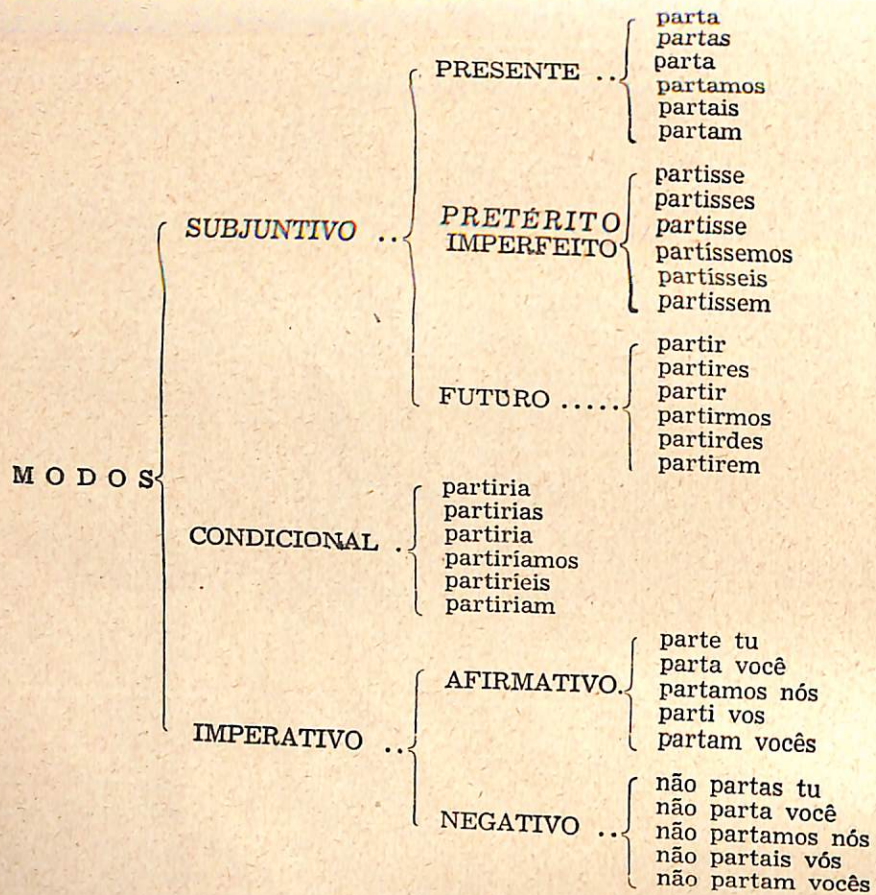 MODOS
SUBJUNTIVO ..
PRESENTE ..
parta
partas
parta
partamos
partais
partam
PRETÉRITO
IMPERFEITO
partisse
partisses
partisse
partíssemos
partísseis
partissem
FUTURO .....
partir
partires
partir
partirmos
partirdes
partirem
CONDICIONAL .
partiria
partirias
partiria
partiríamos
partiríeis
partiriam
IMPERATIVO ..
AFIRMATIVO.
parte tu
parta você
partamos nós
parti vos
partam vocês
NEGATIVO ..
não partas tu
não parta você
não partamos nós
não partais vós
não partam vocês